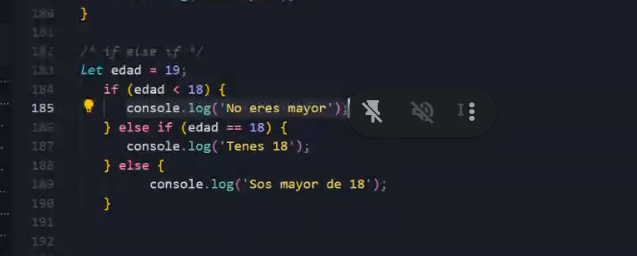 180 }
181
182 /* if else if */
183 let edad = 19;
184 if (edad < 18) {
185 console.log('No eres mayor');
186 } else if (edad == 18) {
187 console.log('Tenes 18');
188 } else {
189 console.log('Sos mayor de 18');
190 }
191
192